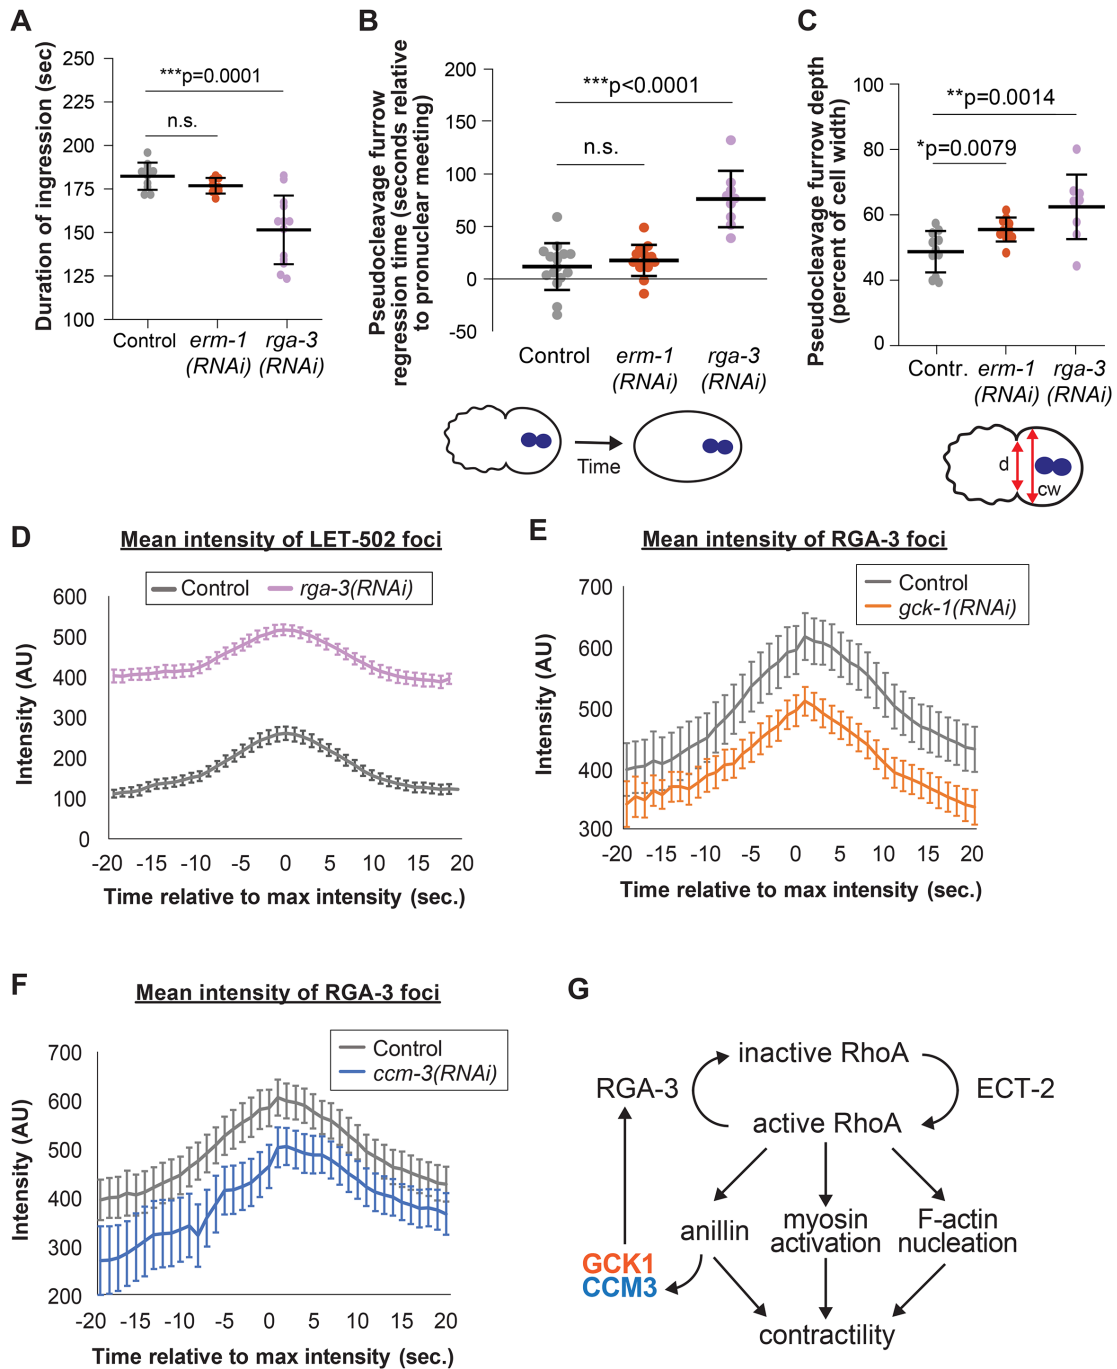 A
Duration of ingression (sec)
250
225
200
175
150
125
100
***p=0.0001
n.s.
Control
erm-1
(RNAi)
rga-3
(RNAi)
B
Pseudocleavage furrow
regression time (seconds relative
to pronuclear meeting)
200
150
100
50
0
-50
***p<0.0001
n.s.
Control
erm-1
(RNAi)
rga-3
(RNAi)
Time
C
Pseudocleavage furrow depth
(percent of cell width)
100
80
60
40
20
0
**p=0.0014
*p=0.0079
Contr.
erm-1
(RNAi)
rga-3
(RNAi)
d
cw
D
Mean intensity of LET-502 foci
Control
rga-3(RNAi)
Intensity (AU)
600
500
400
300
200
100
0
-20 -15 -10 -5 0 5 10 15 20
Time relative to max intensity (sec.)
E
Mean intensity of RGA-3 foci
Control
gck-1(RNAi)
Intensity (AU)
700
600
500
400
300
-20 -15 -10 -5 0 5 10 15 20
Time relative to max intensity (sec.)
F
Mean intensity of RGA-3 foci
Control
ccm-3(RNAi)
Intensity (AU)
700
600
500
400
300
200
-20 -15 -10 -5 0 5 10 15 20
Time relative to max intensity (sec.)
G
inactive RhoA
RGA-3
ECT-2
active RhoA
anillin
myosin
activation
F-actin
nucleation
GCK1
CCM3
contractility